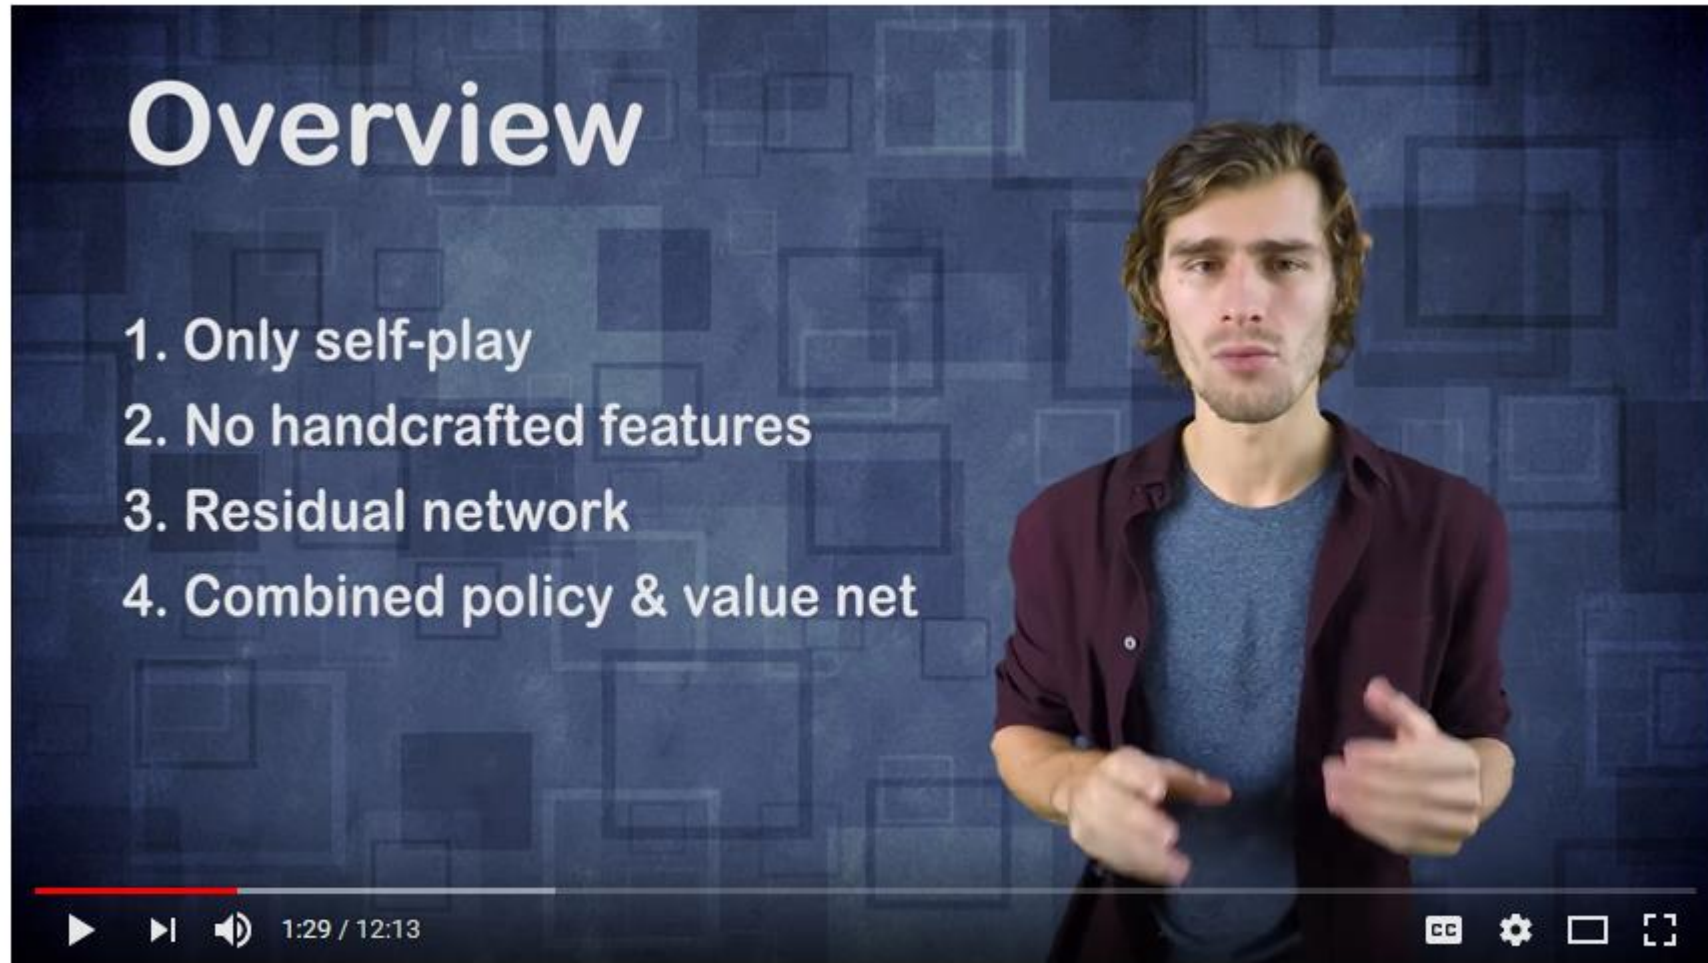 Overview
1. Only self-play
2. No handcrafted features
3. Residual network
4. Combined policy & value net
1:29 / 12:13
CC